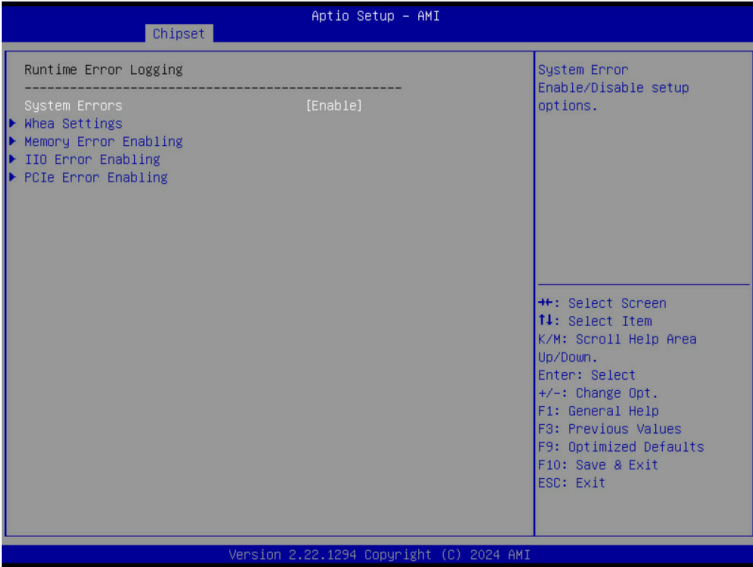 Aptio Setup – AMI
Chipset
Runtime Error Logging
--------------------------------------------------
System Errors [Enable]
Whea Settings
Memory Error Enabling
IIO Error Enabling
PCIe Error Enabling
System Error
Enable/Disable setup
options.
→←: Select Screen
↑↓: Select Item
K/M: Scroll Help Area
Up/Down.
Enter: Select
+/-: Change Opt.
F1: General Help
F3: Previous Values
F9: Optimized Defaults
F10: Save & Exit
ESC: Exit
Version 2.22.1294 Copyright (C) 2024 AMI